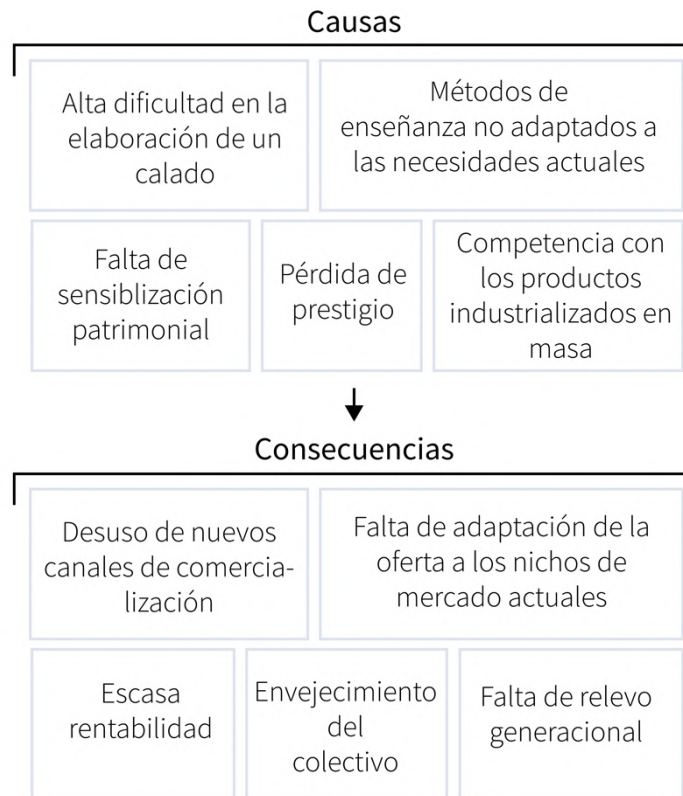 Causas
Alta dificultad en la
elaboración de un
calado
Métodos de
enseñanza no adaptados a
las necesidades actuales
Falta de
sensiblización
patrimonial
Pérdida de
prestigio
Competencia con
los productos
industrializados en
masa
Consecuencias
Desuso de nuevos
canales de comercia-
lización
Falta de adaptación de la
oferta a los nichos de
mercado actuales
Escasa
rentabilidad
Envejecimiento
del
colectivo
Falta de relevo
generacional